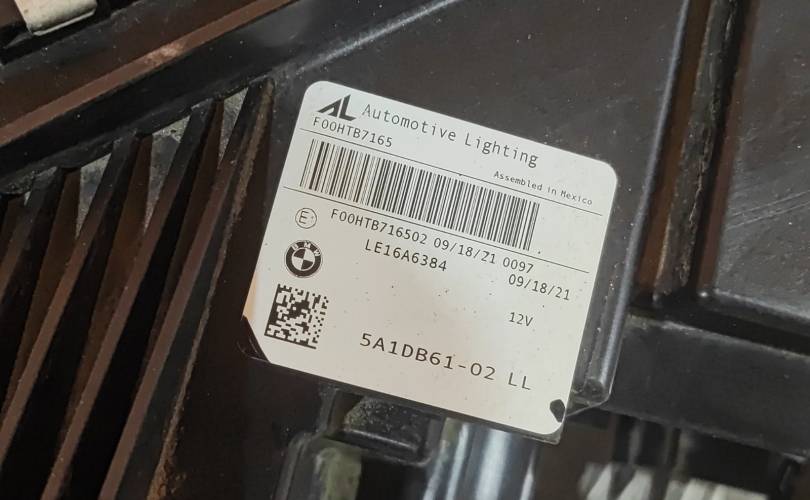 AL Automotive Lighting
F00HTB7165
Assembled in Mexico
F00HTB716502 09/18/21 0097
E
LE16A6384
09/18/21
BMW
12V
5A1DB61-02 LL